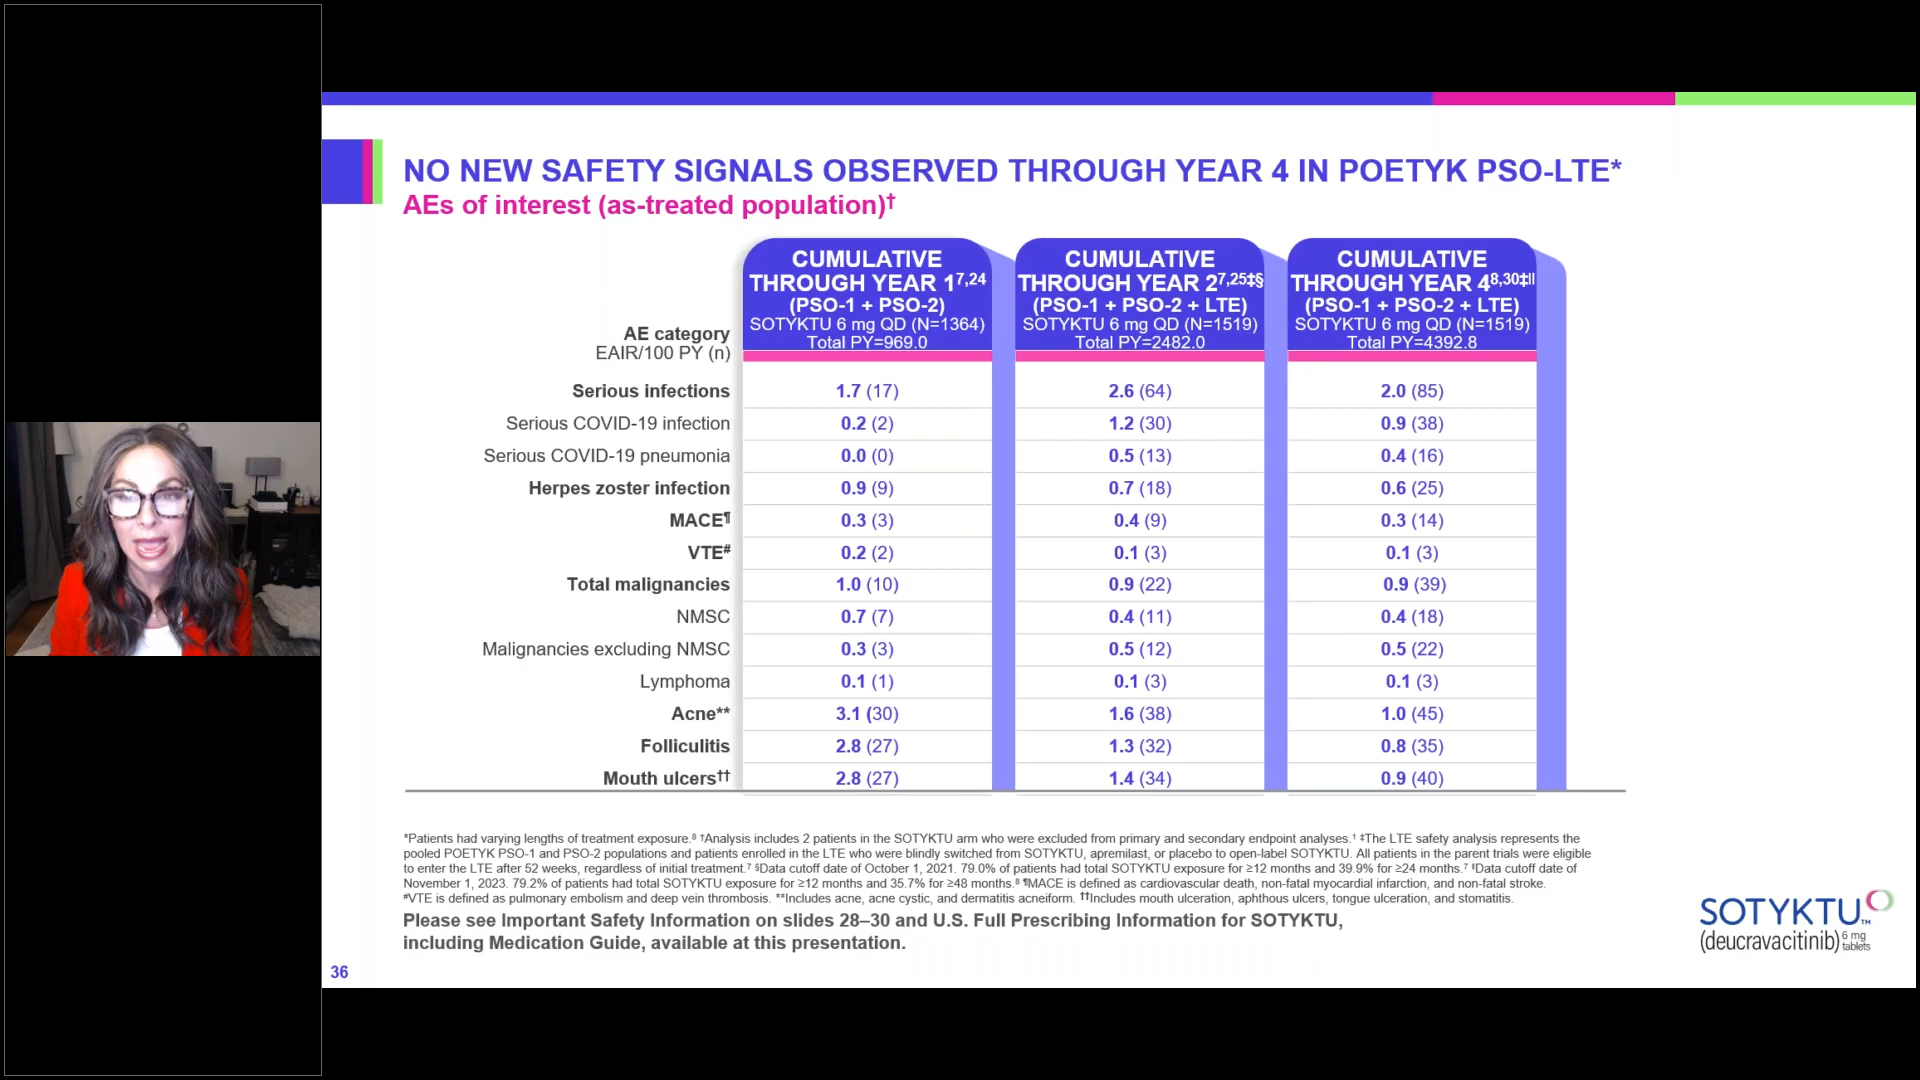 NO NEW SAFETY SIGNALS OBSERVED THROUGH YEAR 4 IN POETYK PSO-LTE*
AEs of interest (as-treated population)†
AE category
EAIR/100 PY (n)
CUMULATIVE
THROUGH YEAR 1⁷,²⁴
(PSO-1 + PSO-2)
SOTYKTU 6 mg QD (N=1364)
Total PY=969.0
CUMULATIVE
THROUGH YEAR 2⁷,²⁵‡§
(PSO-1 + PSO-2 + LTE)
SOTYKTU 6 mg QD (N=1519)
Total PY=2482.0
CUMULATIVE
THROUGH YEAR 4⁸,³⁰‡||
(PSO-1 + PSO-2 + LTE)
SOTYKTU 6 mg QD (N=1519)
Total PY=4392.8
Serious infections 1.7 (17) 2.6 (64) 2.0 (85)
Serious COVID-19 infection 0.2 (2) 1.2 (30) 0.9 (38)
Serious COVID-19 pneumonia 0.0 (0) 0.5 (13) 0.4 (16)
Herpes zoster infection 0.9 (9) 0.7 (18) 0.6 (25)
MACE¶ 0.3 (3) 0.4 (9) 0.3 (14)
VTE# 0.2 (2) 0.1 (3) 0.1 (3)
Total malignancies 1.0 (10) 0.9 (22) 0.9 (39)
NMSC 0.7 (7) 0.4 (11) 0.4 (18)
Malignancies excluding NMSC 0.3 (3) 0.5 (12) 0.5 (22)
Lymphoma 0.1 (1) 0.1 (3) 0.1 (3)
Acne** 3.1 (30) 1.6 (38) 1.0 (45)
Folliculitis 2.8 (27) 1.3 (32) 0.8 (35)
Mouth ulcers†† 2.8 (27) 1.4 (34) 0.9 (40)
*Patients had varying lengths of treatment exposure.⁸ †Analysis includes 2 patients in the SOTYKTU arm who were excluded from primary and secondary endpoint analyses.¹ ‡The LTE safety analysis represents the
pooled POETYK PSO-1 and PSO-2 populations and patients enrolled in the LTE who were blindly switched from SOTYKTU, apremilast, or placebo to open-label SOTYKTU. All patients in the parent trials were eligible
to enter the LTE after 52 weeks, regardless of initial treatment.⁷ §Data cutoff date of October 1, 2021. 79.0% of patients had total SOTYKTU exposure for ≥12 months and 39.9% for ≥24 months.⁷ ||Data cutoff date of
November 1, 2023. 79.2% of patients had total SOTYKTU exposure for ≥12 months and 35.7% for ≥48 months.⁸ ¶MACE is defined as cardiovascular death, non-fatal myocardial infarction, and non-fatal stroke.
#VTE is defined as pulmonary embolism and deep vein thrombosis. **Includes acne, acne cystic, and dermatitis acneiform. ††Includes mouth ulceration, aphthous ulcers, tongue ulceration, and stomatitis.
Please see Important Safety Information on slides 28–30 and U.S. Full Prescribing Information for SOTYKTU,
including Medication Guide, available at this presentation.
SOTYKTU™
(deucravacitinib) 6 mg tablets
36